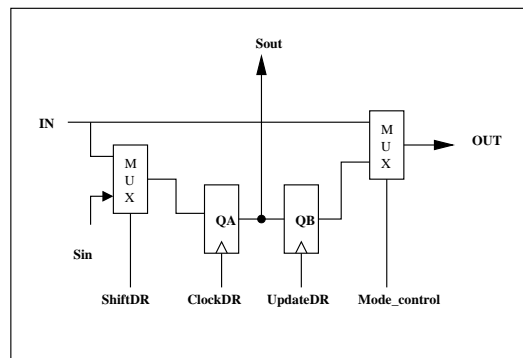 Sout
IN
M
U
X
OUT
M
U
X
QA
QB
Sin
ShiftDR
ClockDR
UpdateDR
Mode_control